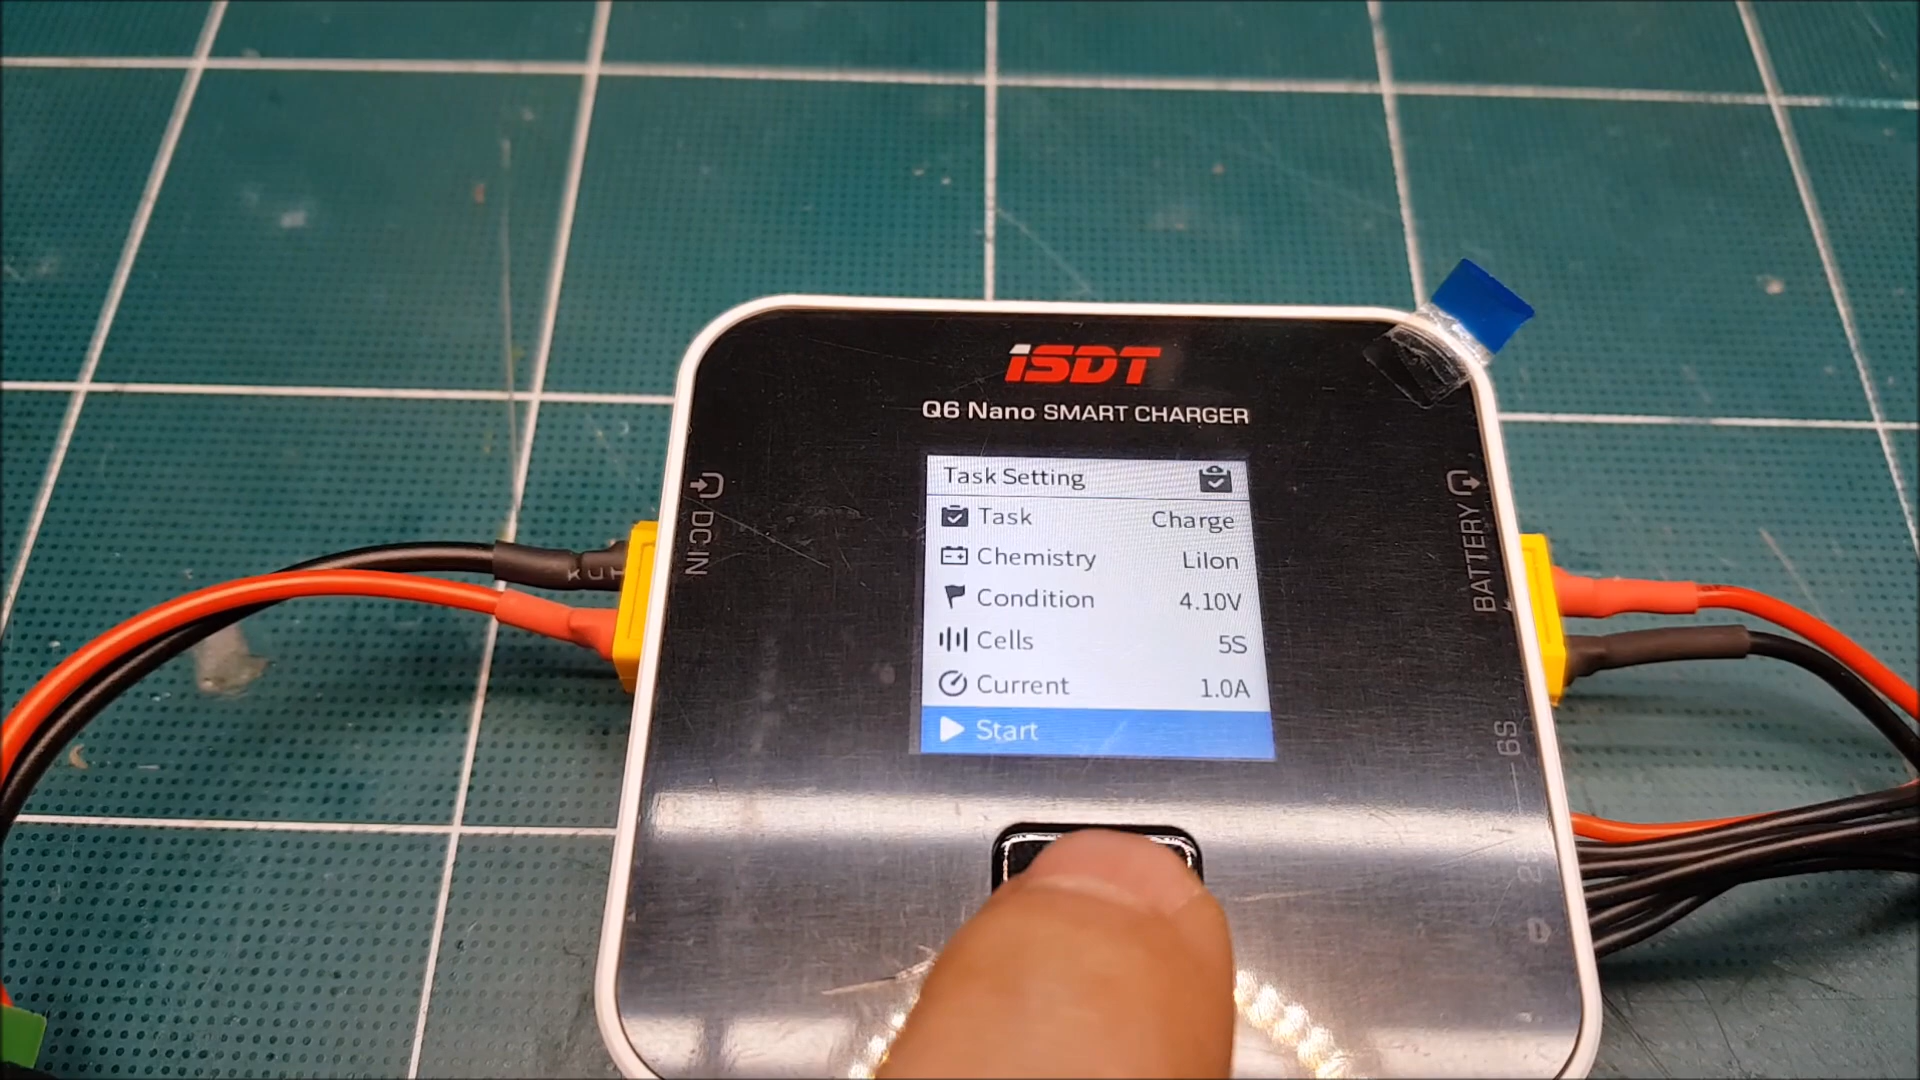 iSDT
Q6 Nano SMART CHARGER
Task Setting
Task Charge
Chemistry LiIon
Condition 4.10V
Cells 5S
Current 1.0A
Start
DC IN
BATTERY
6S